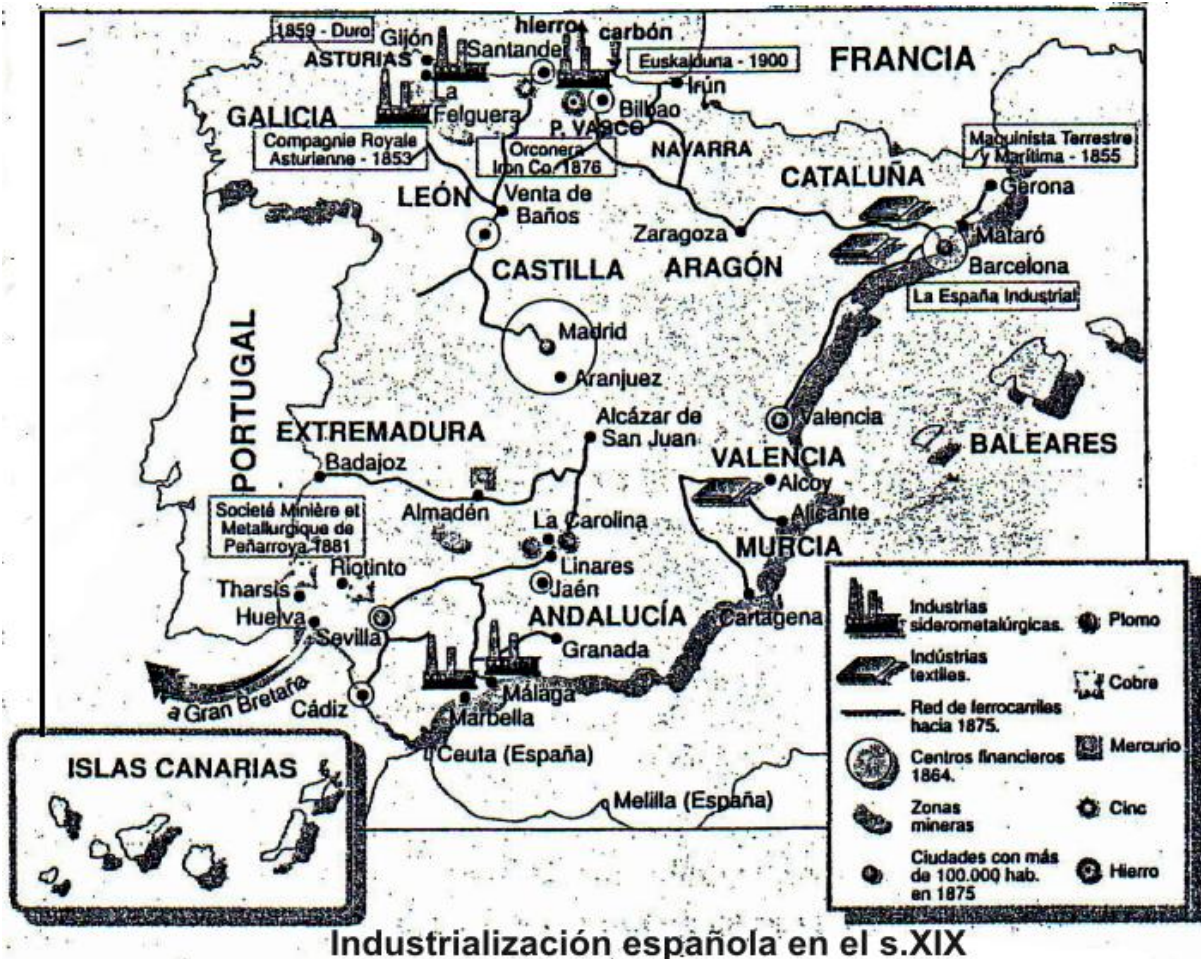 1859 - Duro
Gijón
ASTURIAS
La
Felguera
Santande
hierro
carbón
Euskalduna - 1900
FRANCIA
Irún
Bilbao
P. VASCO
GALICIA
Compagnie Royale
Asturienne - 1853
Orconera
Iron Co. 1876
NAVARRA
Maquinista Terrestre
y Marítima - 1855
CATALUÑA
Gerona
LEÓN
Venta de
Baños
Zaragoza
Mataró
Barcelona
CASTILLA
ARAGÓN
La España Industrial
PORTUGAL
Madrid
Aranjuez
Alcázar de
San Juan
Valencia
EXTREMADURA
BALEARES
VALENCIA
Badajoz
Alcoy
Almadén
Societé Minière et
Metallurgique de
Peñarroya 1881
La Carolina
Alicante
MURCIA
Linares
Riotinto
Tharsis
Jaén
Huelva
ANDALUCÍA
Cartagena
Sevilla
Granada
a Gran Bretaña
Cádiz
Málaga
Marbella
Ceuta (España)
Melilla (España)
ISLAS CANARIAS
Industrias
siderometalúrgicas.
Indústrias
textiles.
Red de ferrocarriles
hacia 1875.
Centros financieros
1864.
Zonas
mineras
Ciudades con más
de 100.000 hab.
en 1875
Plomo
Cobre
Mercurio
Cinc
Hierro
Industrialización española en el s.XIX